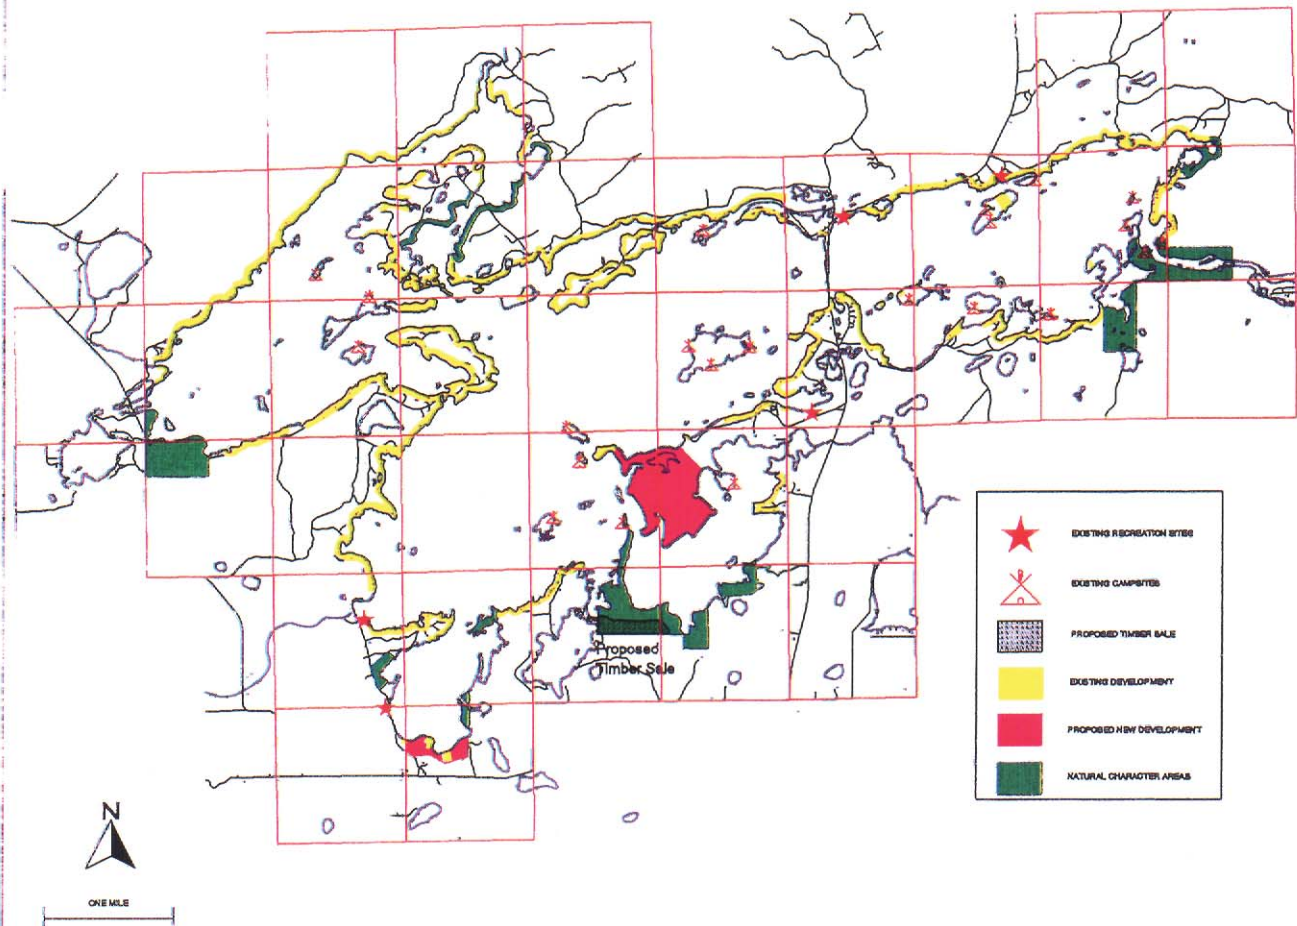 Proposed
Timber Sale
EXISTING RECREATION SITES
EXISTING CAMPSITES
PROPOSED TIMBER SALE
EXISTING DEVELOPMENT
PROPOSED NEW DEVELOPMENT
NATURAL CHARACTER AREAS
N
ONE MILE